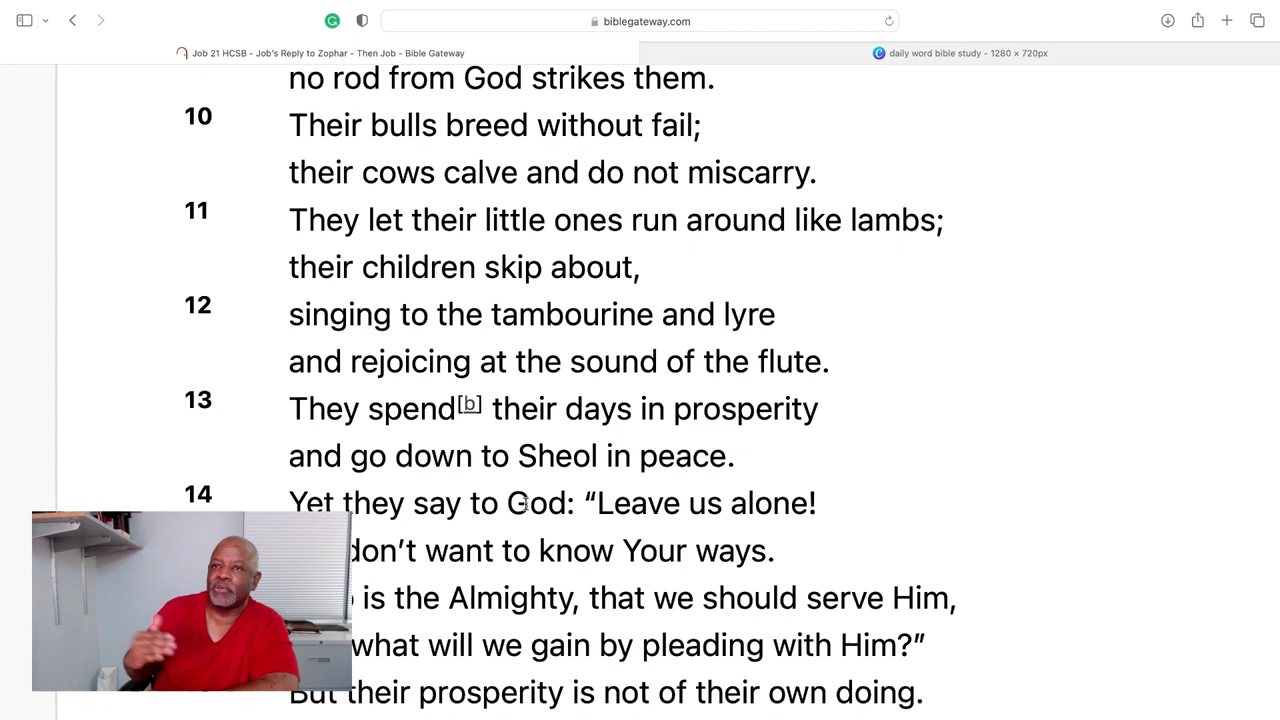 biblegateway.com
Job 21 HCSB - Job's Reply to Zophar - Then Job - Bible Gateway
daily word bible study - 1280 × 720px
no rod from God strikes them.
10 Their bulls breed without fail;
their cows calve and do not miscarry.
11 They let their little ones run around like lambs;
their children skip about,
12 singing to the tambourine and lyre
and rejoicing at the sound of the flute.
13 They spend[b] their days in prosperity
and go down to Sheol in peace.
14 Yet they say to God: “Leave us alone!
don’t want to know Your ways.
is the Almighty, that we should serve Him,
what will we gain by pleading with Him?”
But their prosperity is not of their own doing.